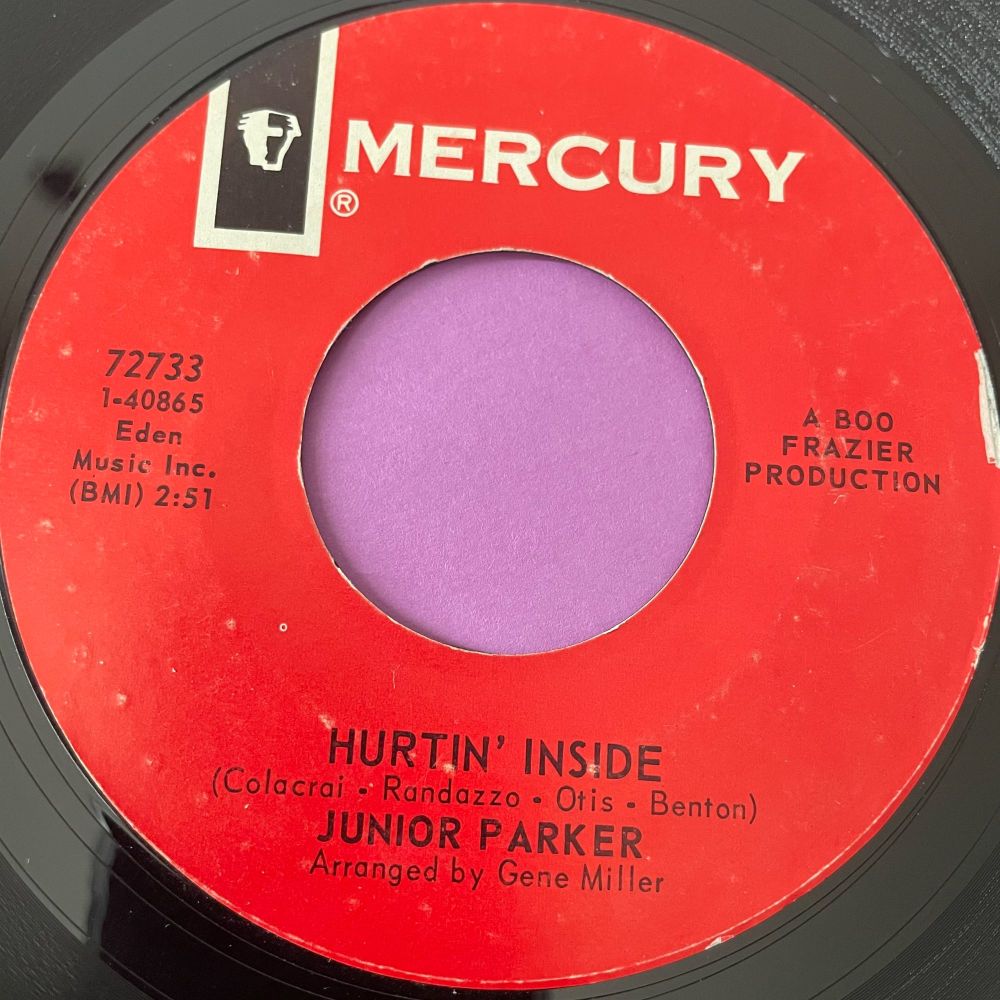 MERCURY
®
72733
1-40865
Eden
Music Inc.
(BMI) 2:51
A BOO
FRAZIER
PRODUCTION
HURTIN' INSIDE
(Colacrai - Randazzo - Otis - Benton)
JUNIOR PARKER
Arranged by Gene Miller